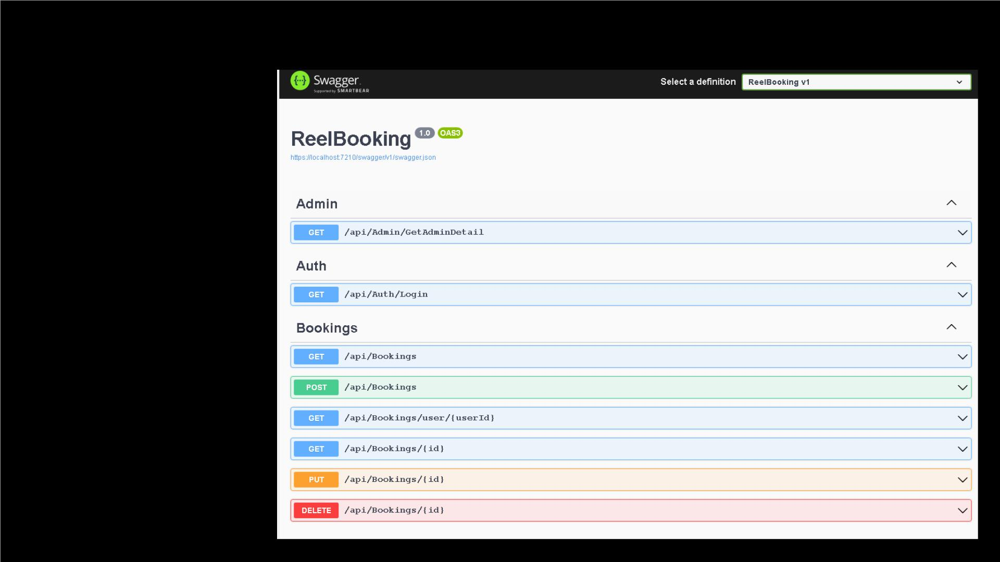 Swagger.
Supported by SMARTBEAR
Select a definition
ReelBooking v1
ReelBooking 1.0 OAS3
https://localhost:7210/swagger/v1/swagger.json
Admin
GET /api/Admin/GetAdminDetail
Auth
GET /api/Auth/Login
Bookings
GET /api/Bookings
POST /api/Bookings
GET /api/Bookings/user/{userId}
GET /api/Bookings/{id}
PUT /api/Bookings/{id}
DELETE /api/Bookings/{id}